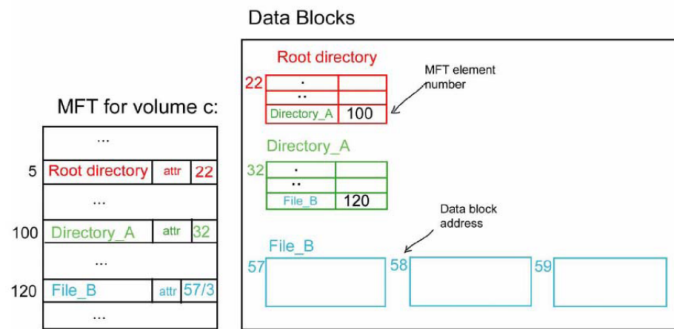 Data Blocks
Root directory
22
.
..
Directory_A 100
MFT element
number
MFT for volume c:
...
5 Root directory attr 22
...
100 Directory_A attr 32
...
120 File_B attr 57/3
...
Directory_A
32
.
..
File_B 120
Data block
address
File_B
57 58 59